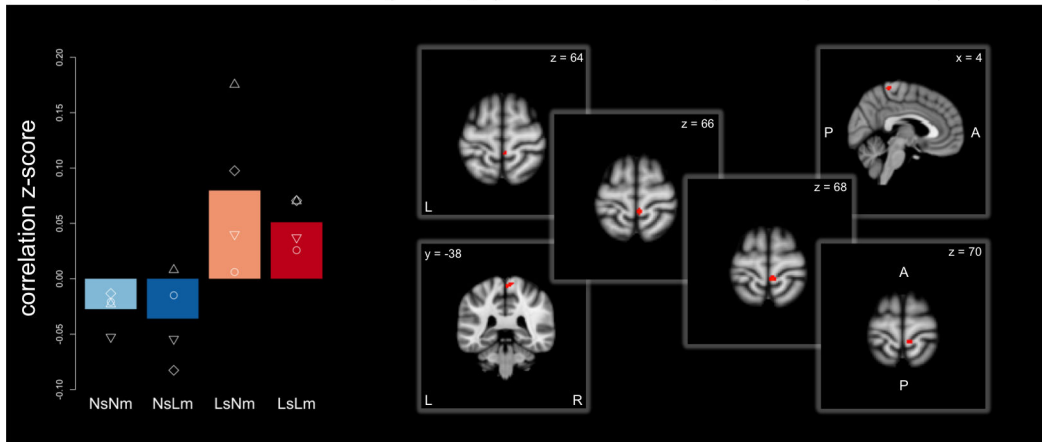 correlation z-score
0.20
0.15
0.10
0.05
0.00
-0.05
-0.10
NsNm NsLm LsNm LsLm
z = 64
L
z = 66
z = 68
x = 4
P A
y = -38
L R
z = 70
A
P